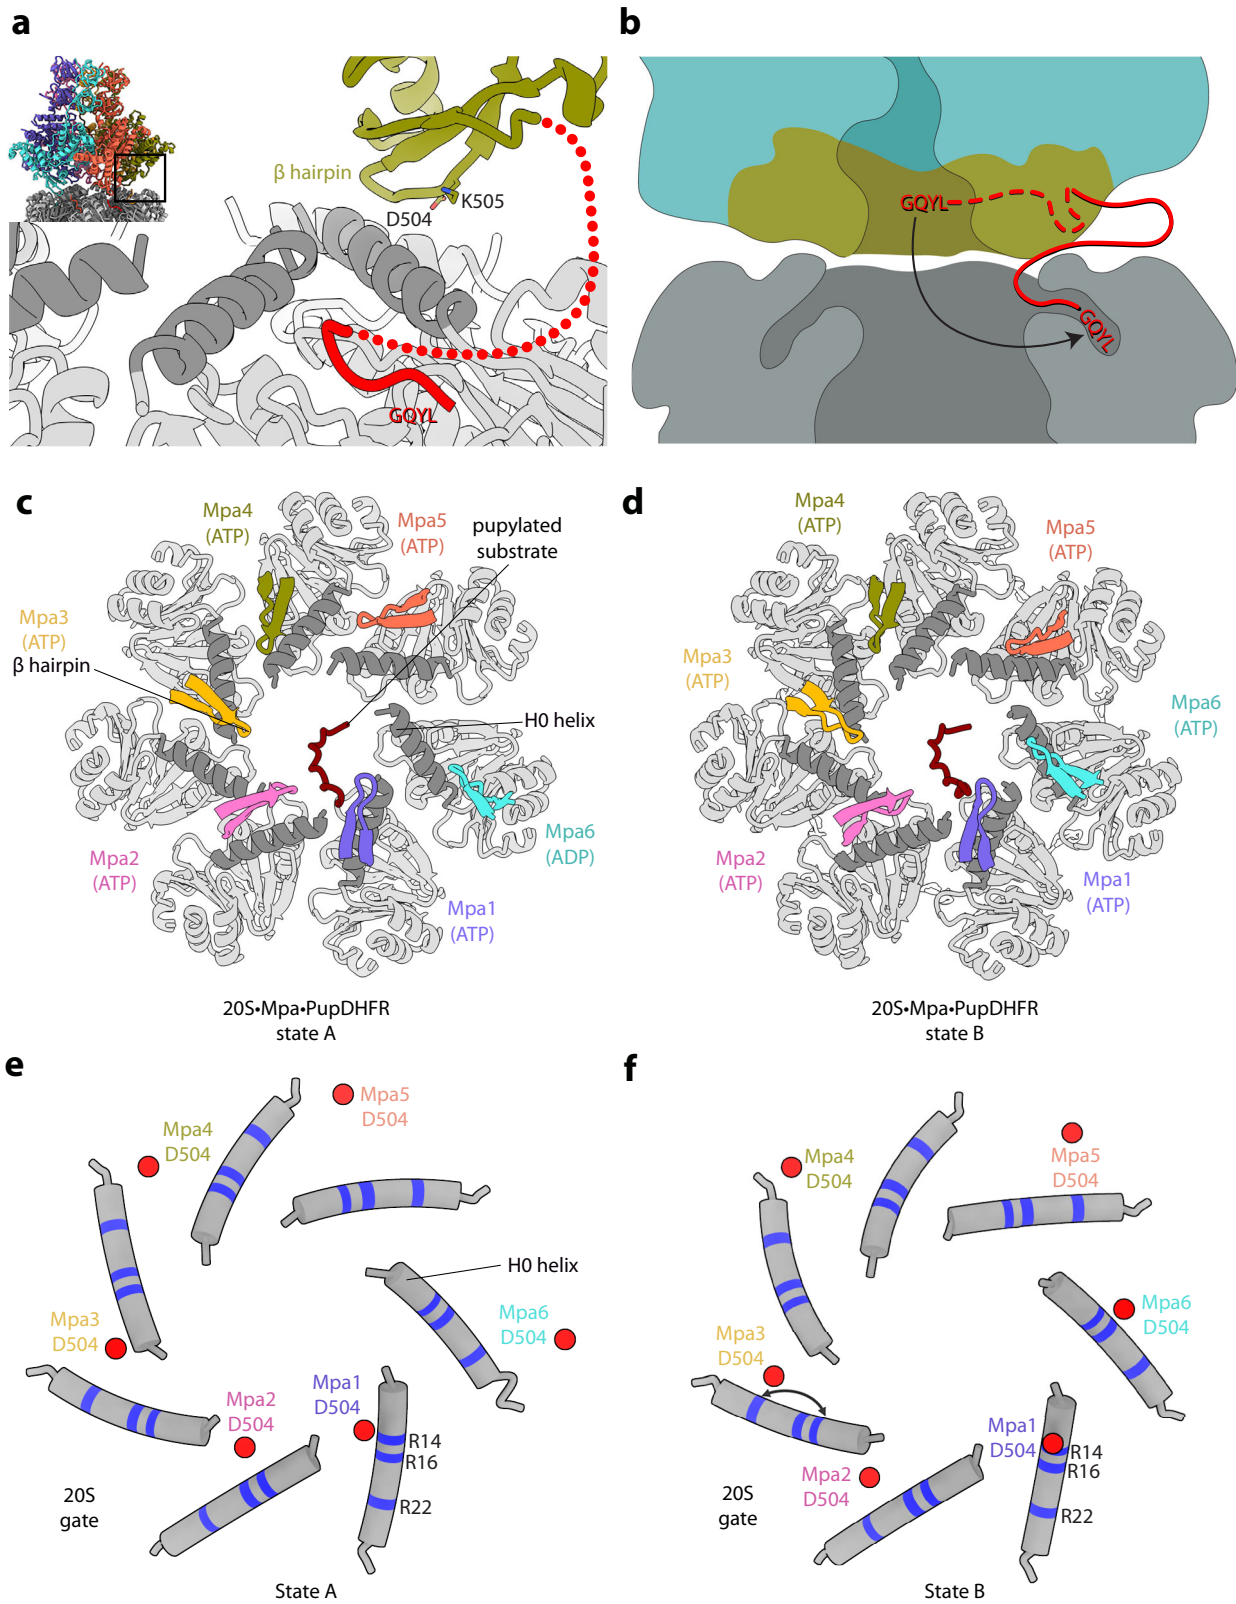 a
β hairpin
K505
D504
GQYL
b
GQYL
GQYL
c
Mpa4
(ATP)
Mpa5
(ATP)
pupylated
substrate
Mpa3
(ATP)
β hairpin
H0 helix
Mpa2
(ATP)
Mpa6
(ADP)
Mpa1
(ATP)
20S•Mpa•PupDHFR
state A
d
Mpa4
(ATP)
Mpa5
(ATP)
Mpa3
(ATP)
Mpa6
(ATP)
Mpa2
(ATP)
Mpa1
(ATP)
20S•Mpa•PupDHFR
state B
e
Mpa5
D504
Mpa4
D504
H0 helix
Mpa3
D504
Mpa6
D504
Mpa2
D504
Mpa1
D504
R14
R16
R22
20S
gate
State A
f
Mpa4
D504
Mpa5
D504
Mpa6
D504
Mpa3
D504
Mpa1
D504
R14
R16
Mpa2
D504
R22
20S
gate
State B